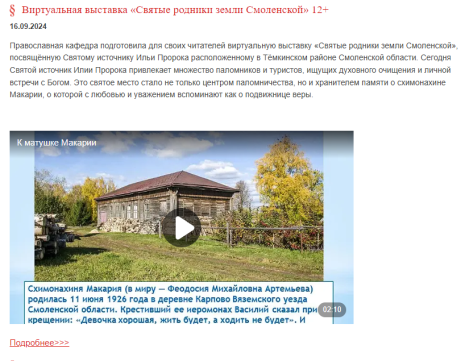 § Виртуальная выставка «Святые родники земли Смоленской» 12+
16.09.2024
Православная кафедра подготовила для своих читателей виртуальную выставку «Святые родники земли Смоленской»,
посвящённую Святому источнику Ильи Пророка расположенному в Тёмкинском районе Смоленской области. Сегодня
Святой источник Илии Пророка привлекает множество паломников и туристов, ищущих духовного очищения и личной
встречи с Богом. Это святое место стало не только центром паломничества, но и хранителем памяти о схимонахине
Макарии, о которой с любовью и уважением вспоминают как о подвижнице веры.
К матушке Макарии
Схимонахиня Макария (в миру — Феодосия Михайловна Артемьева)
родилась 11 июня 1926 года в деревне Карпово Вяземского уезда
Смоленской области. Крестивший ее иеромонах Василий сказал при
крещении: «Девочка хорошая, жить будет, а ходить не будет». И
02:10
Подробнее>>>